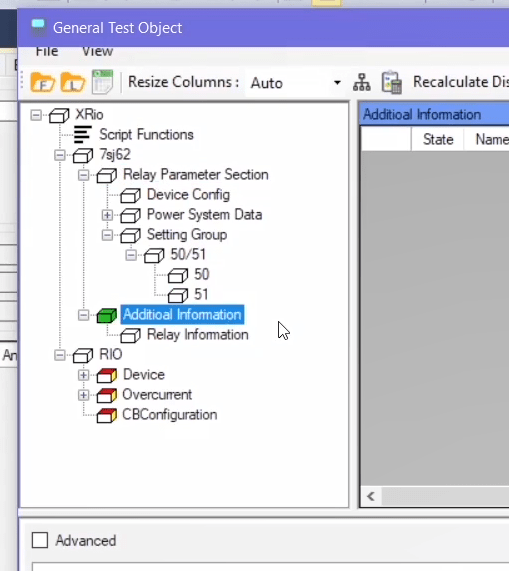 General Test Object
File View
F L Resize Columns : Auto Recalculate Dis
XRio
Script Functions
7sj62
Relay Parameter Section
Device Config
Power System Data
Setting Group
50/51
50
51
Additioal Information
Relay Information
RIO
Device
Overcurrent
CBConfiguration
Additioal Information
State Name
An
Advanced